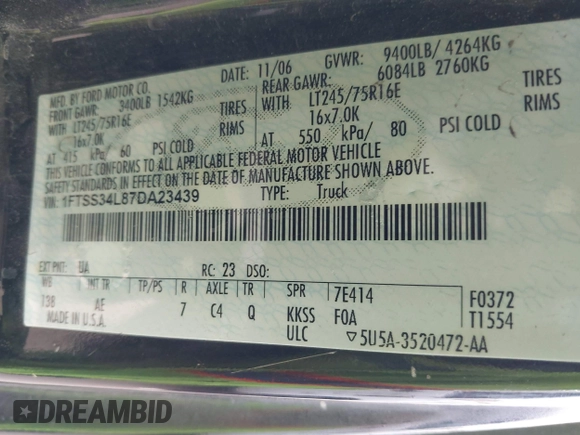 MFD. BY FORD MOTOR CO.
DATE: 11/06 GVWR: 9400LB/ 4264KG
FRONT GAWR: 3400LB 1542KG
REAR GAWR: 6084LB 2760KG
WITH LT245/75R16E TIRES
WITH LT245/75R16E TIRES
16x7.0K RIMS
16x7.0K RIMS
AT 415 kPa/ 60 PSI COLD
AT 550 kPa/ 80 PSI COLD
THIS VEHICLE CONFORMS TO ALL APPLICABLE FEDERAL MOTOR VEHICLE
SAFETY STANDARDS IN EFFECT ON THE DATE OF MANUFACTURE SHOWN ABOVE.
VIN: 1FTSS34L87DA23439 TYPE: Truck
EXT PNT: UA RC: 23 DSO:
WB INT TR TP/PS R AXLE TR SPR 7E414 F0372
138 AE 7 C4 Q KKSS F0A T1554
MADE IN U.S.A. ULC ▽5U5A-3520472-AA
DREAMBID